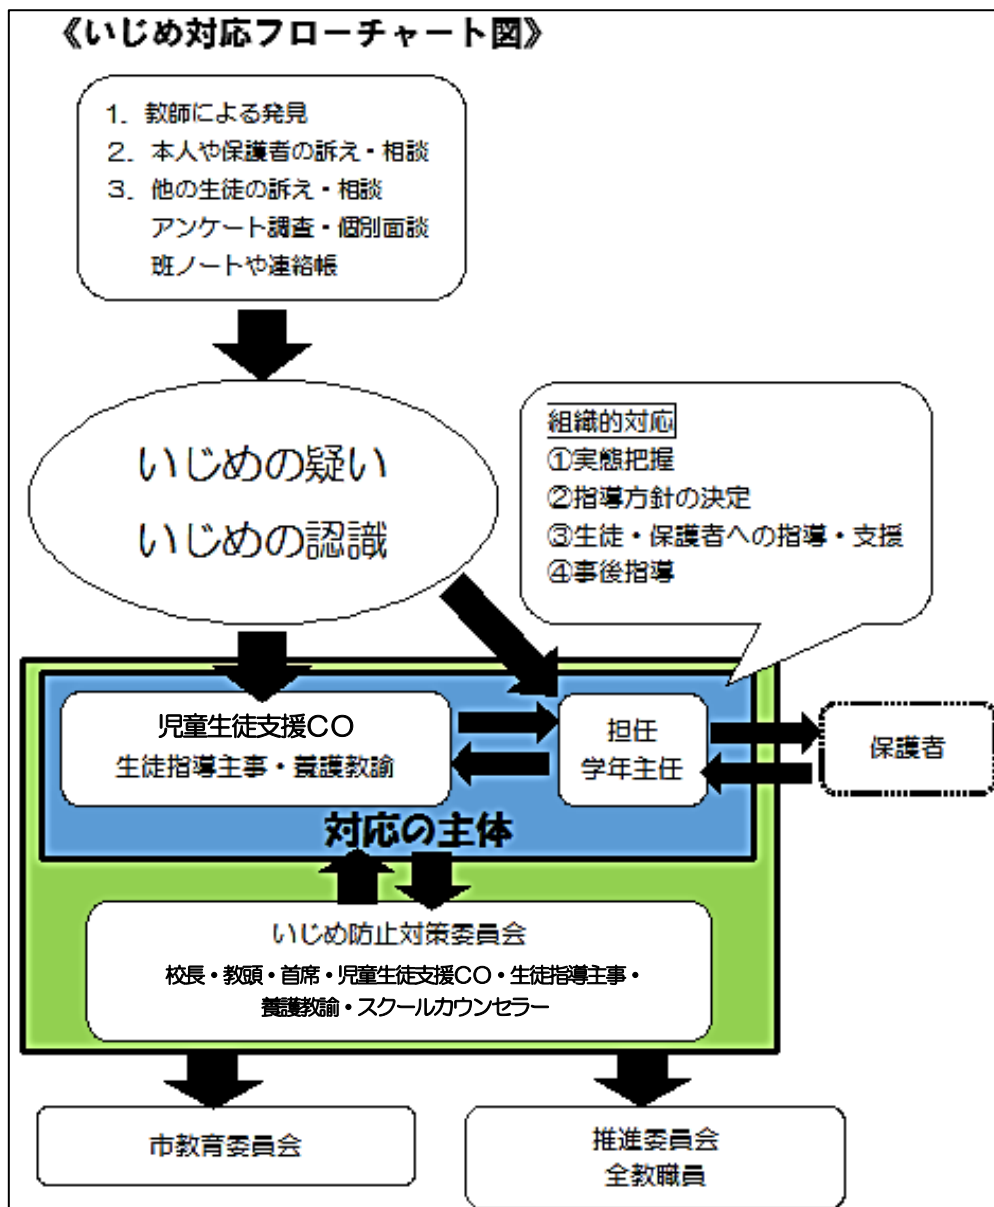 《いじめ対応フローチャート図》
1．教師による発見
2．本人や保護者の訴え・相談
3．他の生徒の訴え・相談
アンケート調査・個別面談
班ノートや連絡帳
いじめの疑い
いじめの認識
組織的対応
①実態把握
②指導方針の決定
③生徒・保護者への指導・支援
④事後指導
児童生徒支援CO
生徒指導主事・養護教諭
担任
学年主任
保護者
対応の主体
いじめ防止対策委員会
校長・教頭・首席・児童生徒支援CO・生徒指導主事・
養護教諭・スクールカウンセラー
市教育委員会
推進委員会
全教職員